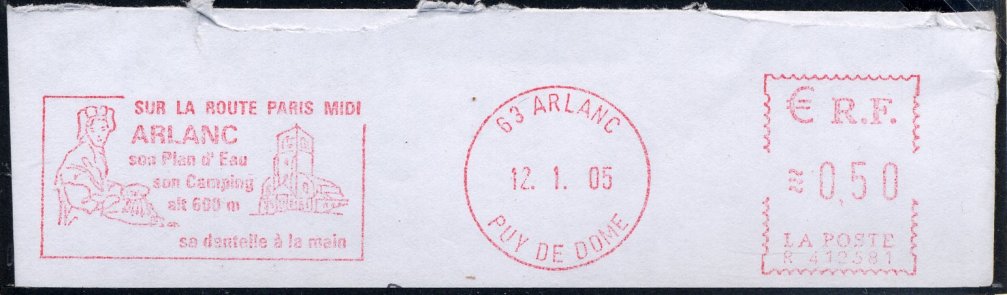 SUR LA ROUTE PARIS MIDI
ARLANC
son Plan d'Eau
son Camping
alt 600 m
sa dentelle à la main
63 ARLANC
12. 1. 05
PUY DE DOME
€ R.F.
≈ 0,50
LA POSTE
R 412581